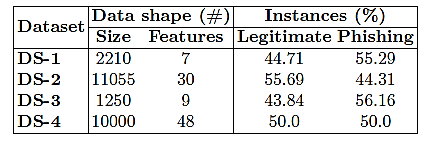 Dataset Data shape (#) Instances (%)
Size Features Legitimate Phishing
DS-1 2210 7 44.71 55.29
DS-2 11055 30 55.69 44.31
DS-3 1250 9 43.84 56.16
DS-4 10000 48 50.0 50.0